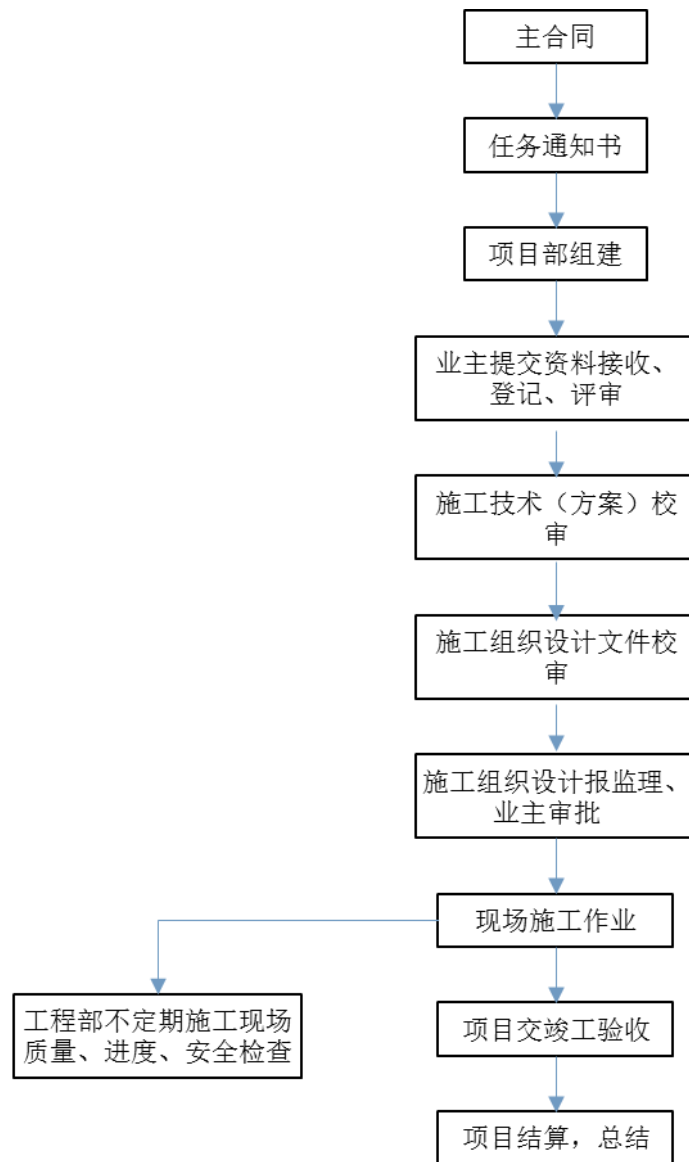 主合同
任务通知书
项目部组建
业主提交资料接收、
登记、评审
施工技术（方案）校
审
施工组织设计文件校
审
施工组织设计报监理、
业主审批
现场施工作业
工程部不定期施工现场
质量、进度、安全检查
项目交竣工验收
项目结算，总结